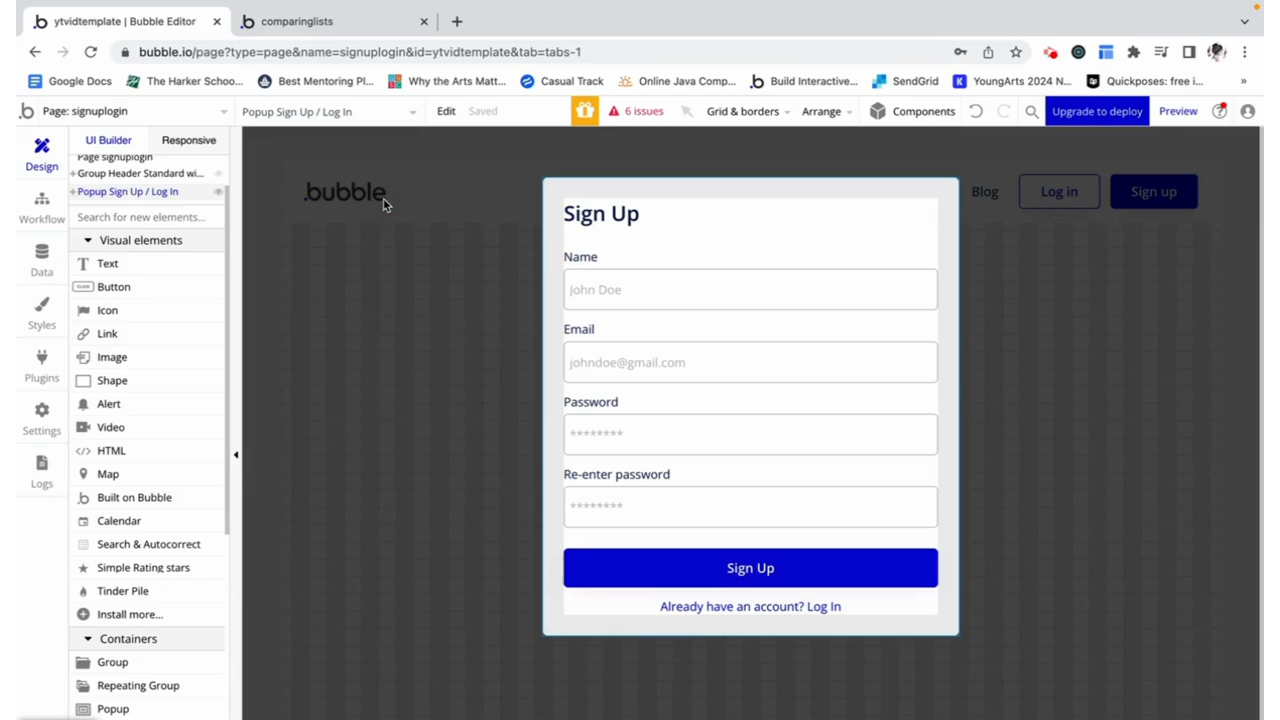 ytvidtemplate | Bubble Editor
comparinglists
bubble.io/page?type=page&name=signuplogin&id=ytvidtemplate&tab=tabs-1
Google Docs
The Harker Schoo...
Best Mentoring Pl...
Why the Arts Matt...
Casual Track
Online Java Comp...
Build Interactive...
SendGrid
YoungArts 2024 N...
Quickposes: free i...
»
Page: signuplogin
Popup Sign Up / Log In
Edit
Saved
6 issues
Grid & borders
Arrange
Components
Upgrade to deploy
Preview
Design
Workflow
Data
Styles
Plugins
Settings
Logs
UI Builder
Responsive
Page signuplogin
+Group Header Standard wi...
+Popup Sign Up / Log In
Search for new elements...
Visual elements
Text
Button
Icon
Link
Image
Shape
Alert
Video
HTML
Map
Built on Bubble
Calendar
Search & Autocorrect
Simple Rating stars
Tinder Pile
Install more...
Containers
Group
Repeating Group
Popup
.bubble
Blog
Log in
Sign up
Sign Up
Name
John Doe
Email
johndoe@gmail.com
Password
********
Re-enter password
********
Sign Up
Already have an account? Log In